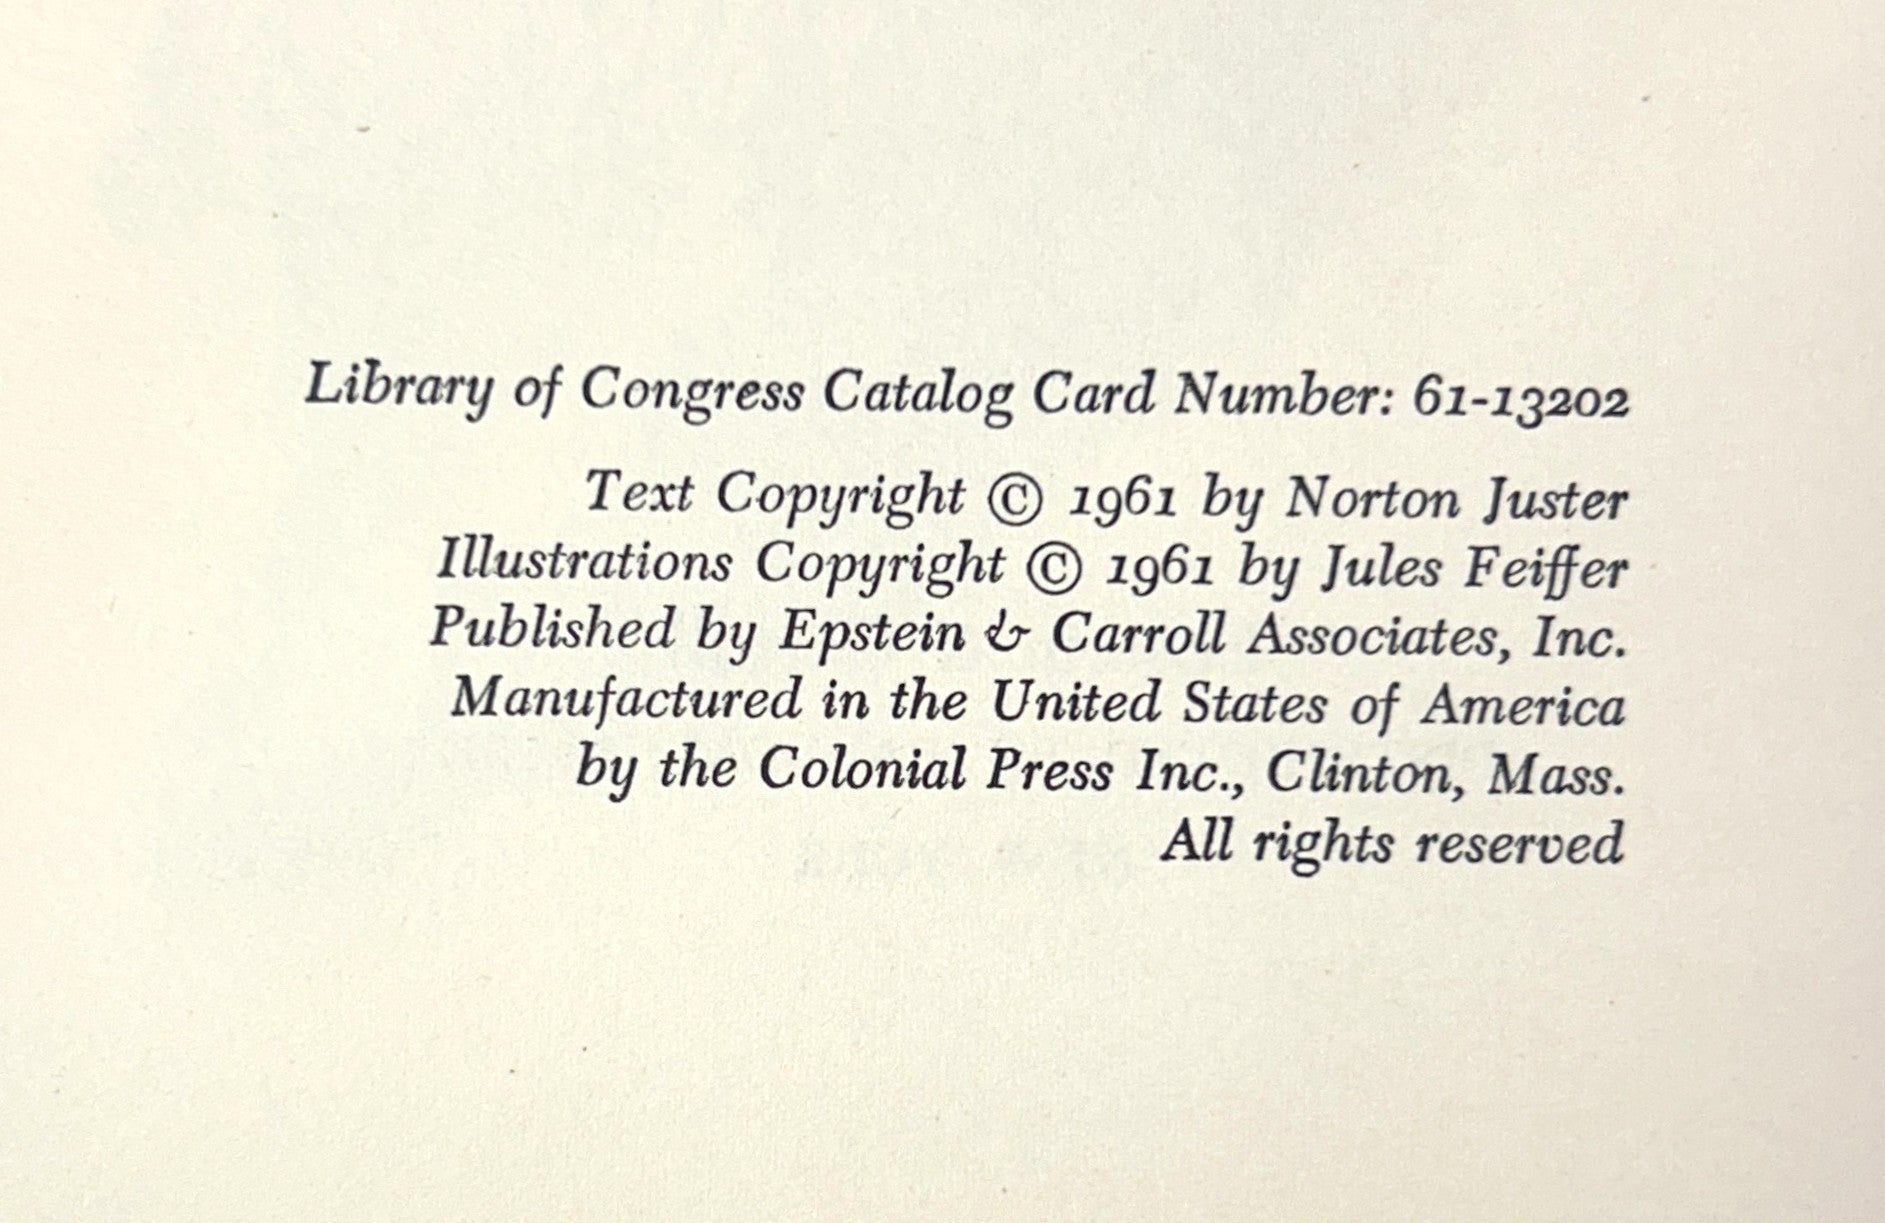 Library of Congress Catalog Card Number: 61-13202
Text Copyright © 1961 by Norton Juster
Illustrations Copyright © 1961 by Jules Feiffer
Published by Epstein & Carroll Associates, Inc.
Manufactured in the United States of America
by the Colonial Press Inc., Clinton, Mass.
All rights reserved